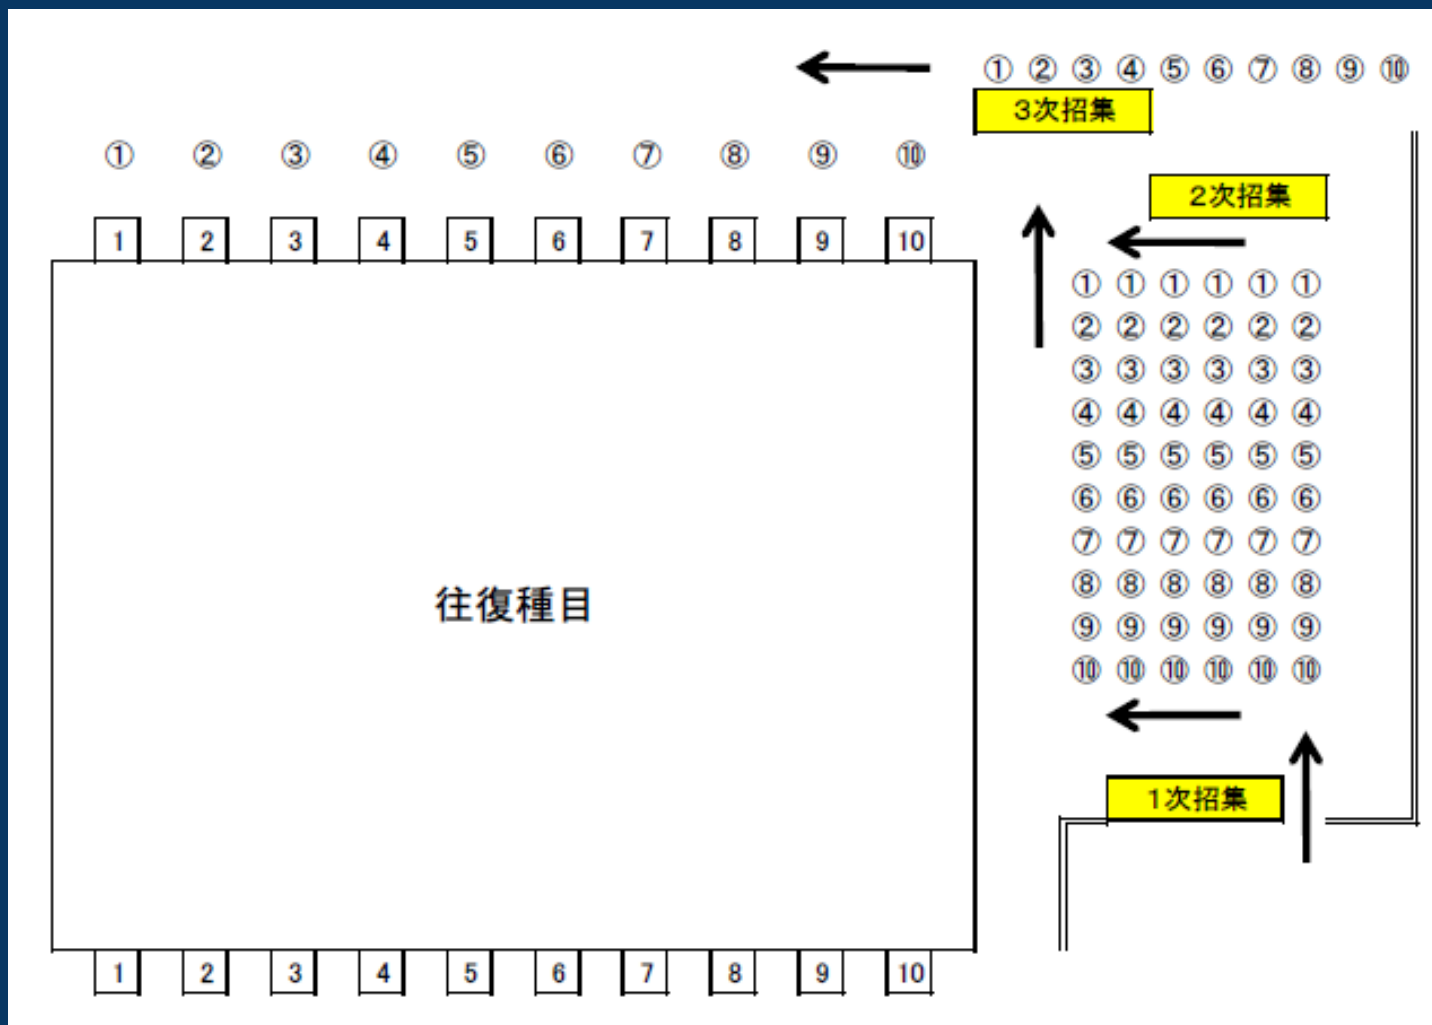 ① ② ③ ④ ⑤ ⑥ ⑦ ⑧ ⑨ ⑩
3次招集
① ② ③ ④ ⑤ ⑥ ⑦ ⑧ ⑨ ⑩
2次招集
1 2 3 4 5 6 7 8 9 10
① ① ① ① ① ①
② ② ② ② ② ②
③ ③ ③ ③ ③ ③
④ ④ ④ ④ ④ ④
⑤ ⑤ ⑤ ⑤ ⑤ ⑤
⑥ ⑥ ⑥ ⑥ ⑥ ⑥
⑦ ⑦ ⑦ ⑦ ⑦ ⑦
⑧ ⑧ ⑧ ⑧ ⑧ ⑧
往復種目
⑨ ⑨ ⑨ ⑨ ⑨ ⑨
⑩ ⑩ ⑩ ⑩ ⑩ ⑩
1次招集
1 2 3 4 5 6 7 8 9 10